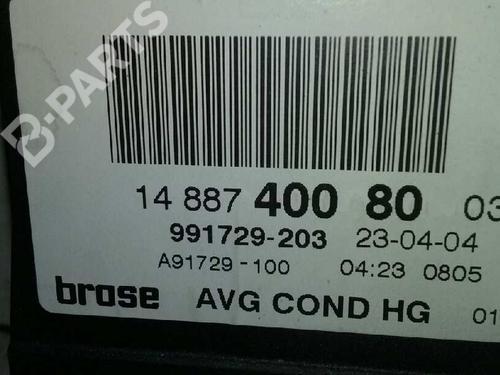 B-PARTS
14 887 400 80 03
991729-203 23-04-04
A91729-100 04:23 0805
brose AVG COND HG 01